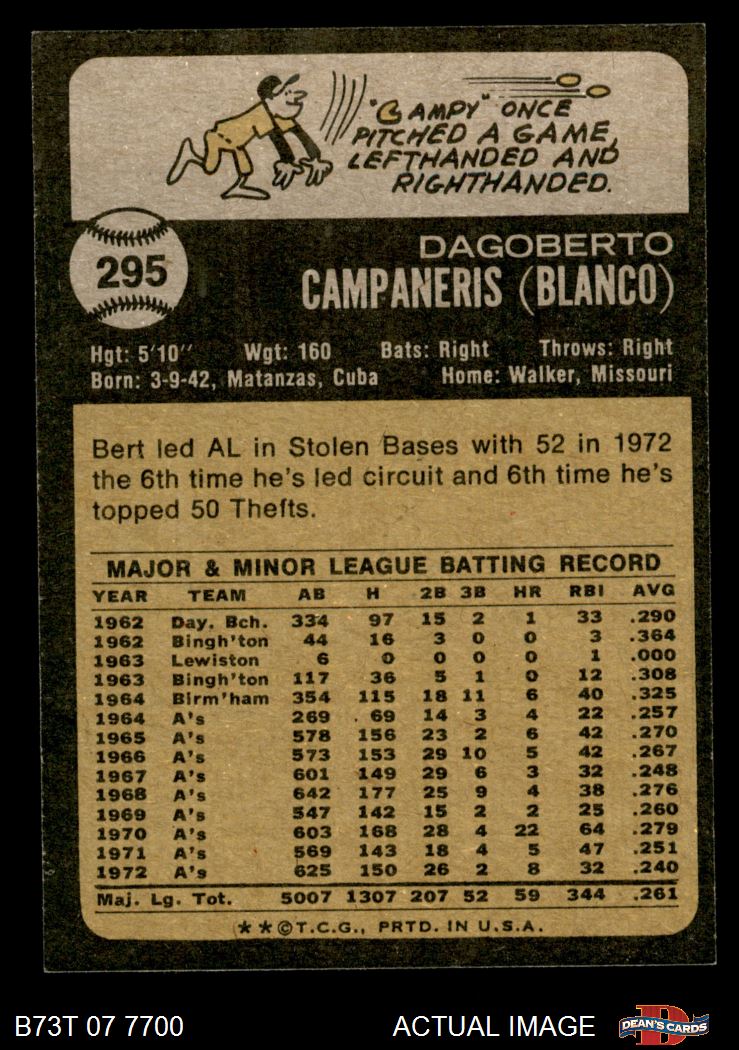 "CAMPY" ONCE
PITCHED A GAME,
LEFTHANDED AND
RIGHTHANDED.
295
DAGOBERTO
CAMPANERIS (BLANCO)
Hgt: 5'10" Wgt: 160 Bats: Right Throws: Right
Born: 3-9-42, Matanzas, Cuba Home: Walker, Missouri
Bert led AL in Stolen Bases with 52 in 1972
the 6th time he's led circuit and 6th time he's
topped 50 Thefts.
MAJOR & MINOR LEAGUE BATTING RECORD
YEAR TEAM AB H 2B 3B HR RBI AVG
1962 Day. Bch. 334 97 15 2 1 33 .290
1962 Bingh'ton 44 16 3 0 0 3 .364
1963 Lewiston 6 0 0 0 0 1 .000
1963 Bingh'ton 117 36 5 1 0 12 .308
1964 Birm'ham 354 115 18 11 6 40 .325
1964 A's 269 69 14 3 4 22 .257
1965 A's 578 156 23 2 6 42 .270
1966 A's 573 153 29 10 5 42 .267
1967 A's 601 149 29 6 3 32 .248
1968 A's 642 177 25 9 4 38 .276
1969 A's 547 142 15 2 2 25 .260
1970 A's 603 168 28 4 22 64 .279
1971 A's 569 143 18 4 5 47 .251
1972 A's 625 150 26 2 8 32 .240
Maj. Lg. Tot. 5007 1307 207 52 59 344 .261
**©T.C.G., PRTD. IN U.S.A.
B73T 07 7700 ACTUAL IMAGE
DEAN'S CARDS